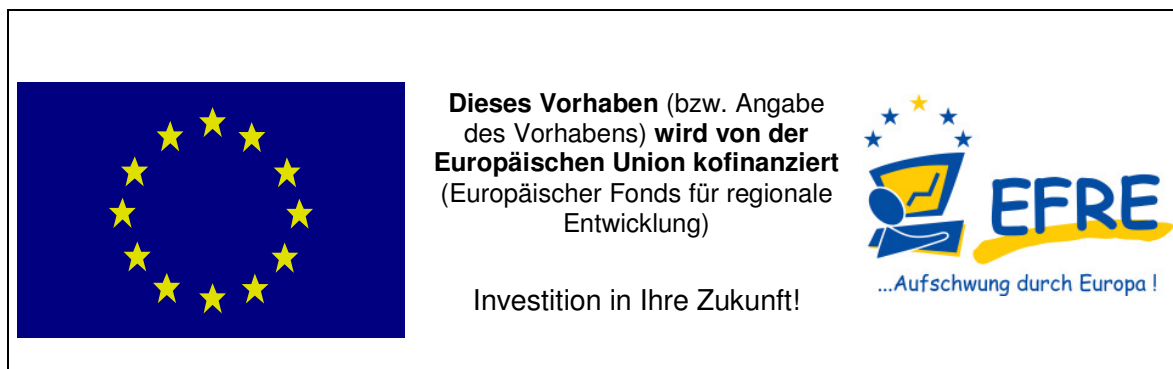 Dieses Vorhaben (bzw. Angabe
des Vorhabens) wird von der
Europäischen Union kofinanziert
(Europäischer Fonds für regionale
Entwicklung)
Investition in Ihre Zukunft!
EFRE
...Aufschwung durch Europa !